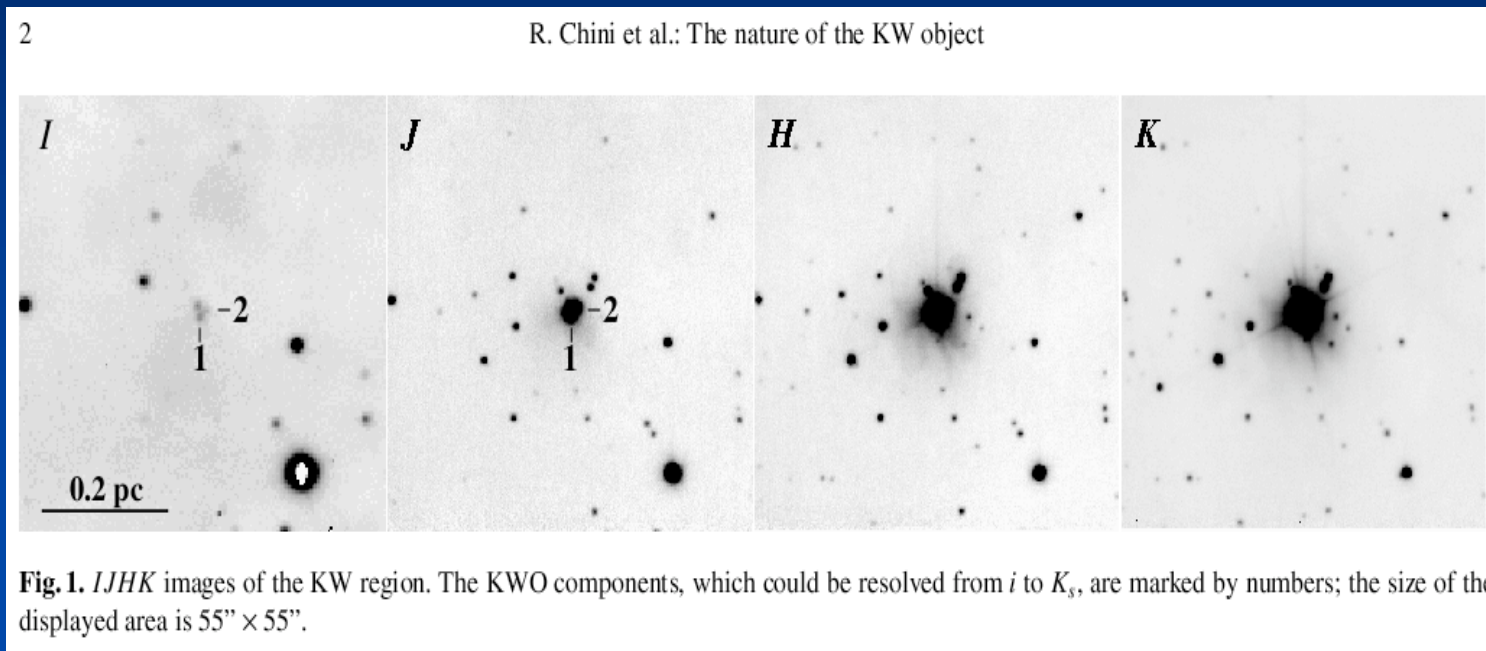 2
R. Chini et al.: The nature of the KW object
I
J
H
K
-2
1
-2
1
0.2 pc
Fig. 1. IJHK images of the KW region. The KWO components, which could be resolved from i to Ks, are marked by numbers; the size of the
displayed area is 55” × 55”.